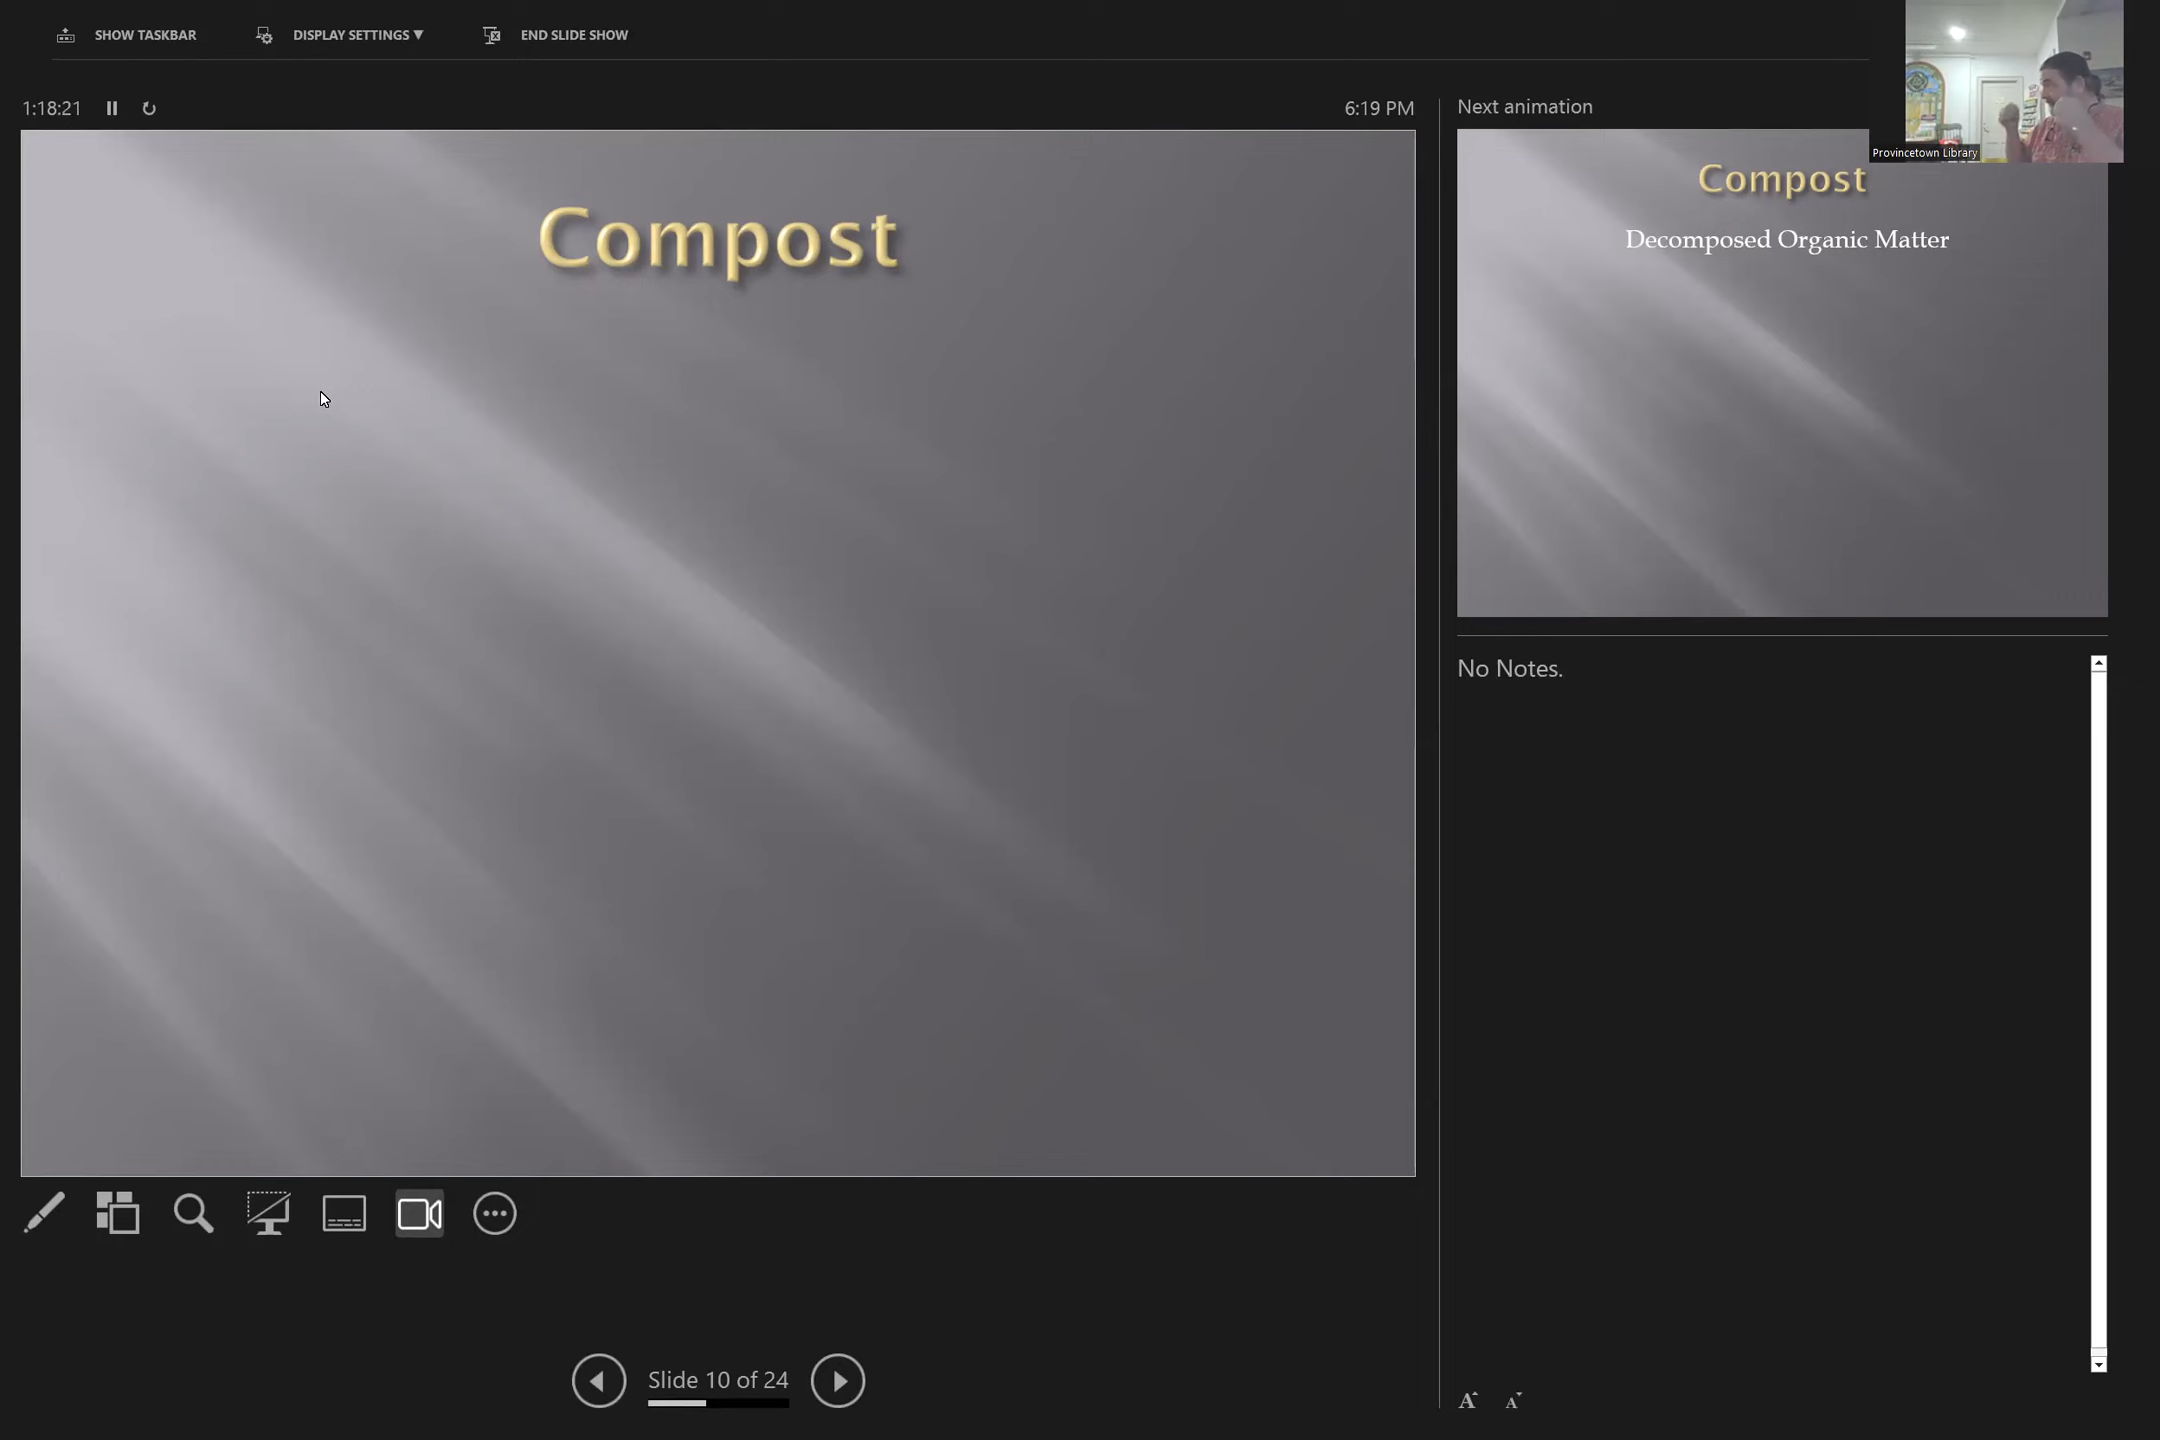 SHOW TASKBAR
DISPLAY SETTINGS ▼
END SLIDE SHOW
1:18:21
6:19 PM
Compost
Next animation
Provincetown Library
Compost
Decomposed Organic Matter
No Notes.
Slide 10 of 24
A
A